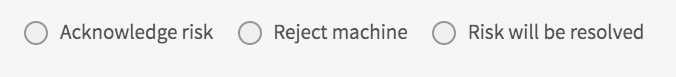 Acknowledge risk Reject machine Risk will be resolved